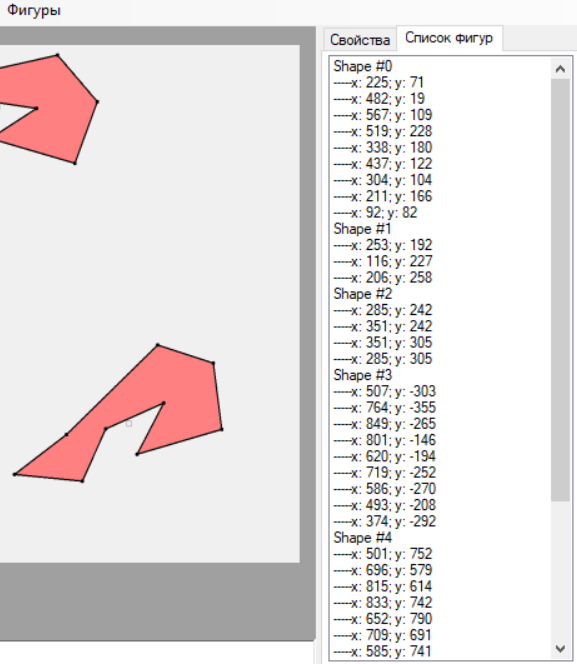 Фигуры
Свойства
Список фигур
Shape #0
----x: 225; y: 71
----x: 482; y: 19
----x: 567; y: 109
----x: 519; y: 228
----x: 338; y: 180
----x: 437; y: 122
----x: 304; y: 104
----x: 211; y: 166
----x: 92; y: 82
Shape #1
----x: 253; y: 192
----x: 116; y: 227
----x: 206; y: 258
Shape #2
----x: 285; y: 242
----x: 351; y: 242
----x: 351; y: 305
----x: 285; y: 305
Shape #3
----x: 507; y: -303
----x: 764; y: -355
----x: 849; y: -265
----x: 801; y: -146
----x: 620; y: -194
----x: 719; y: -252
----x: 586; y: -270
----x: 493; y: -208
----x: 374; y: -292
Shape #4
----x: 501; y: 752
----x: 696; y: 579
----x: 815; y: 614
----x: 833; y: 742
----x: 652; y: 790
----x: 709; y: 691
----x: 585; y: 741